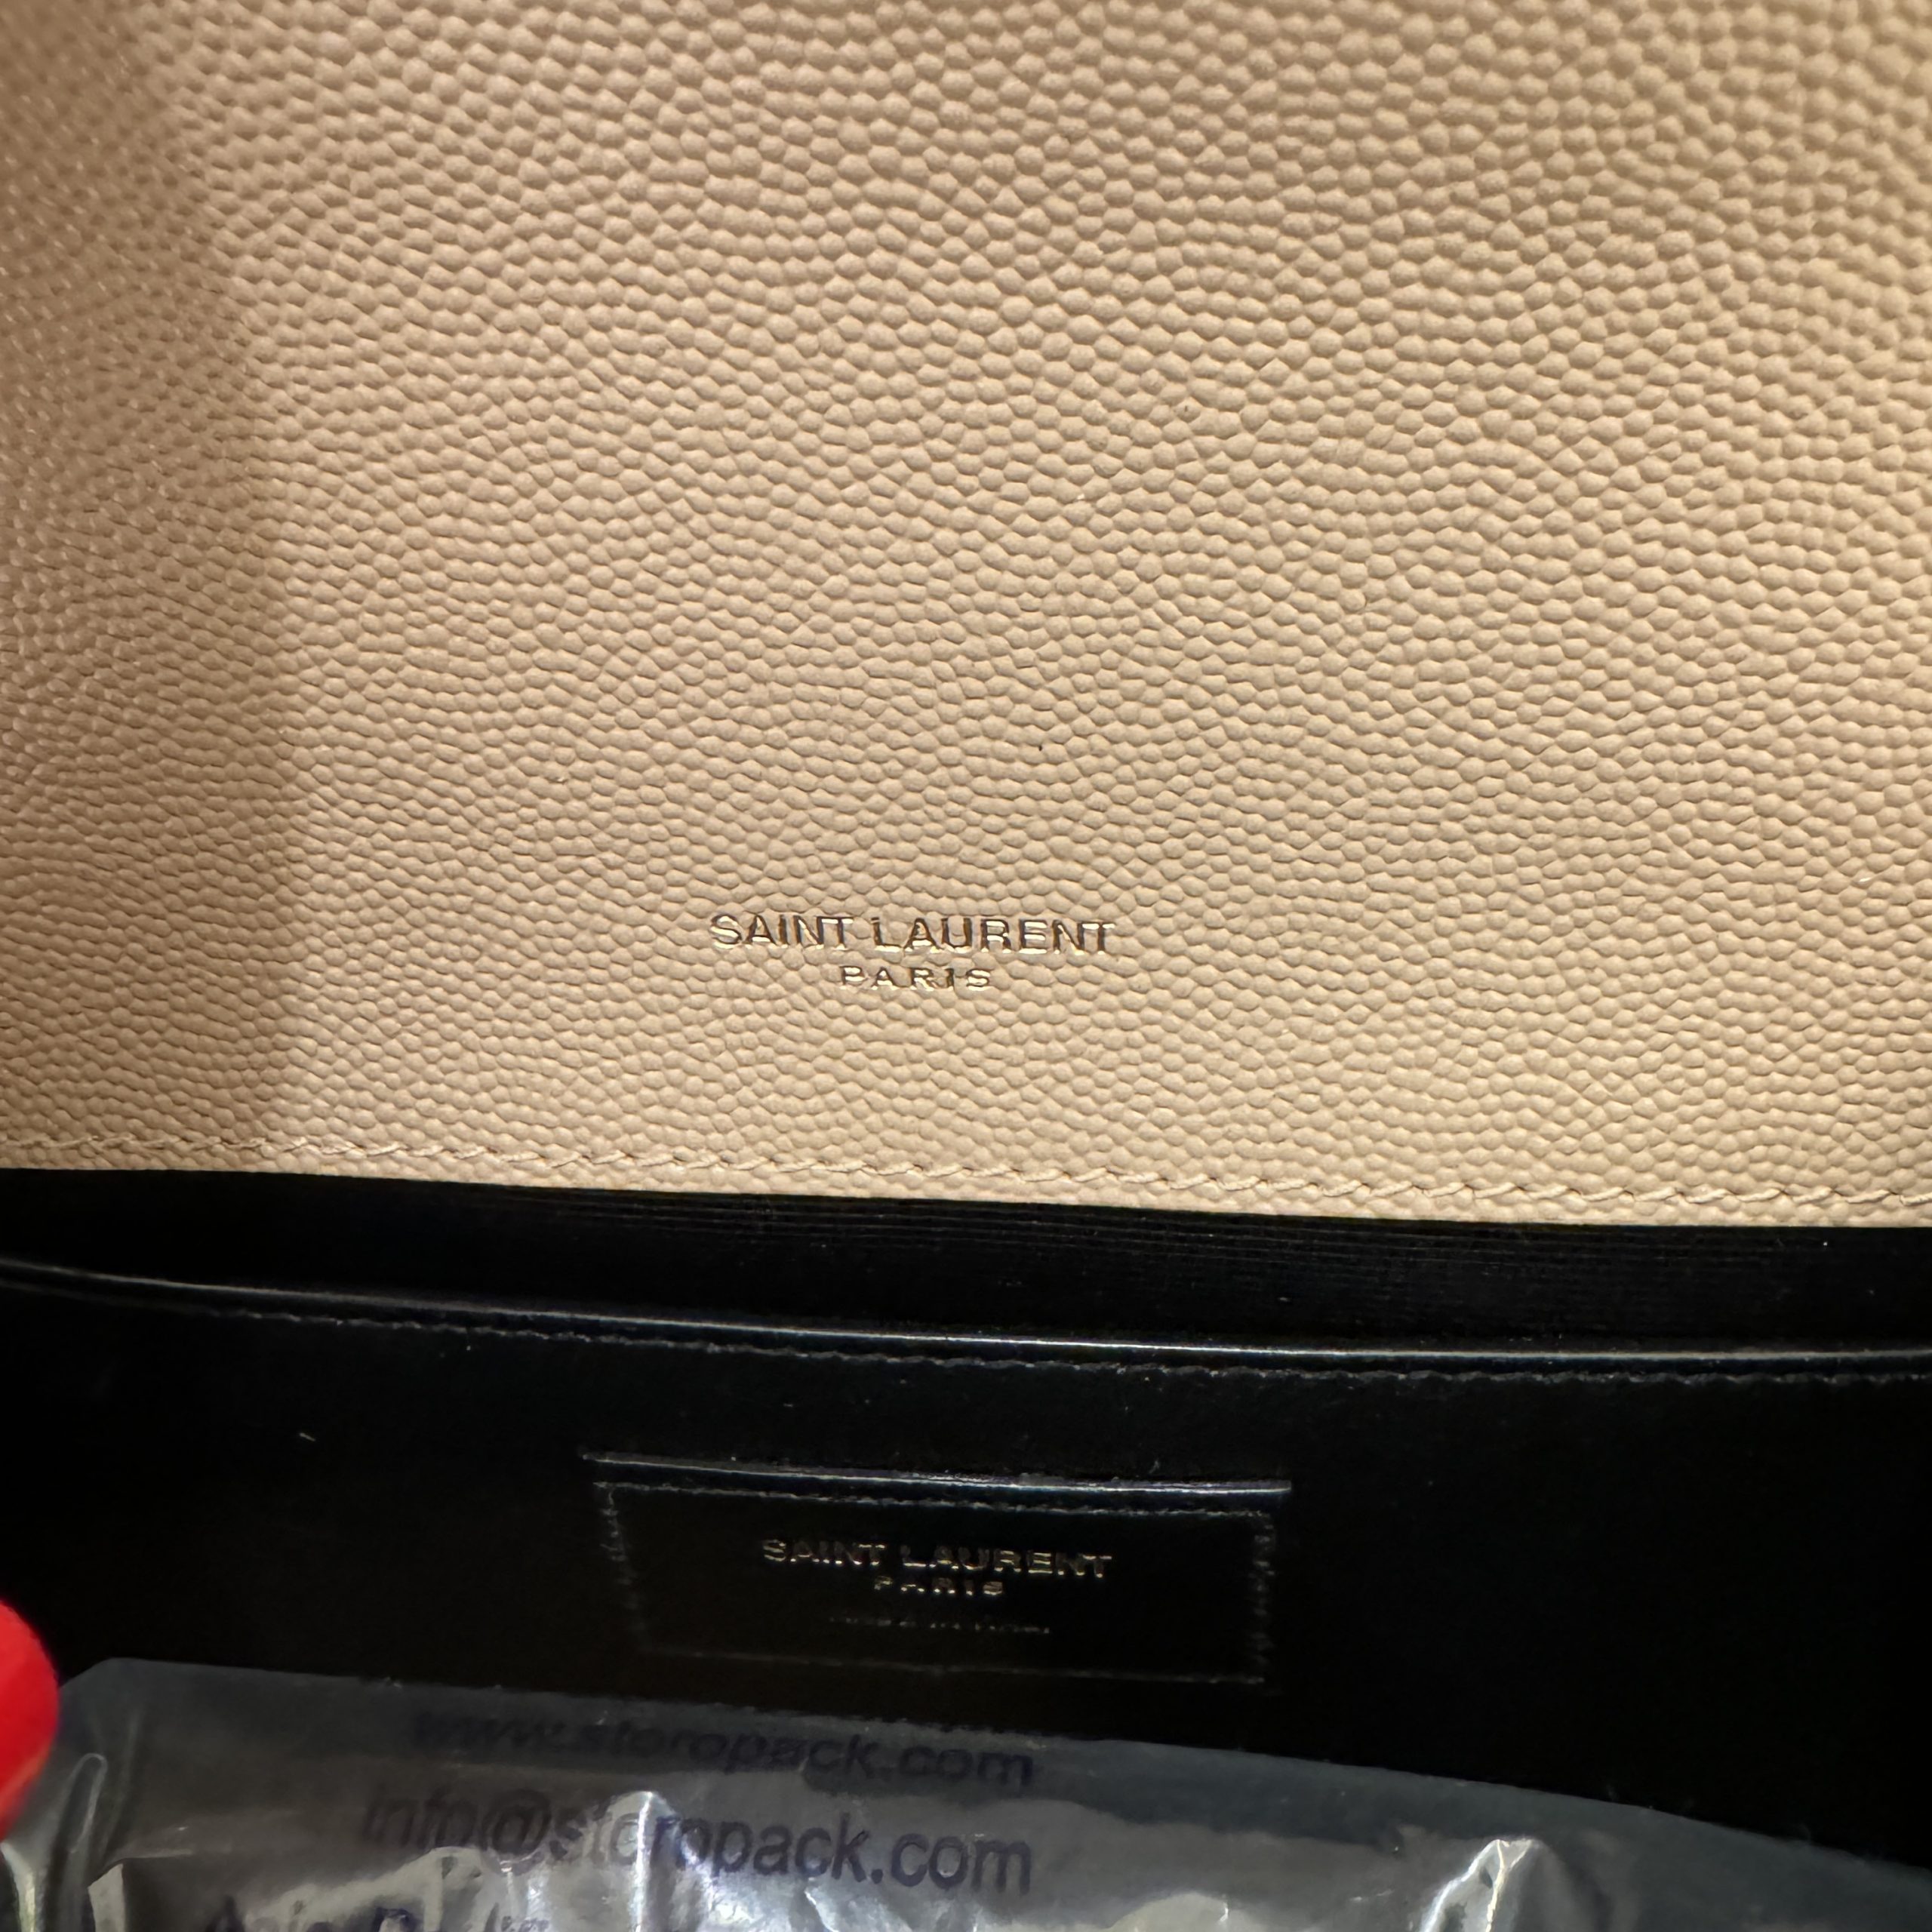 SAINT LAURENT
PARIS
SAINT LAURENT
PARIS
www.storopack.com
info@storopack.com